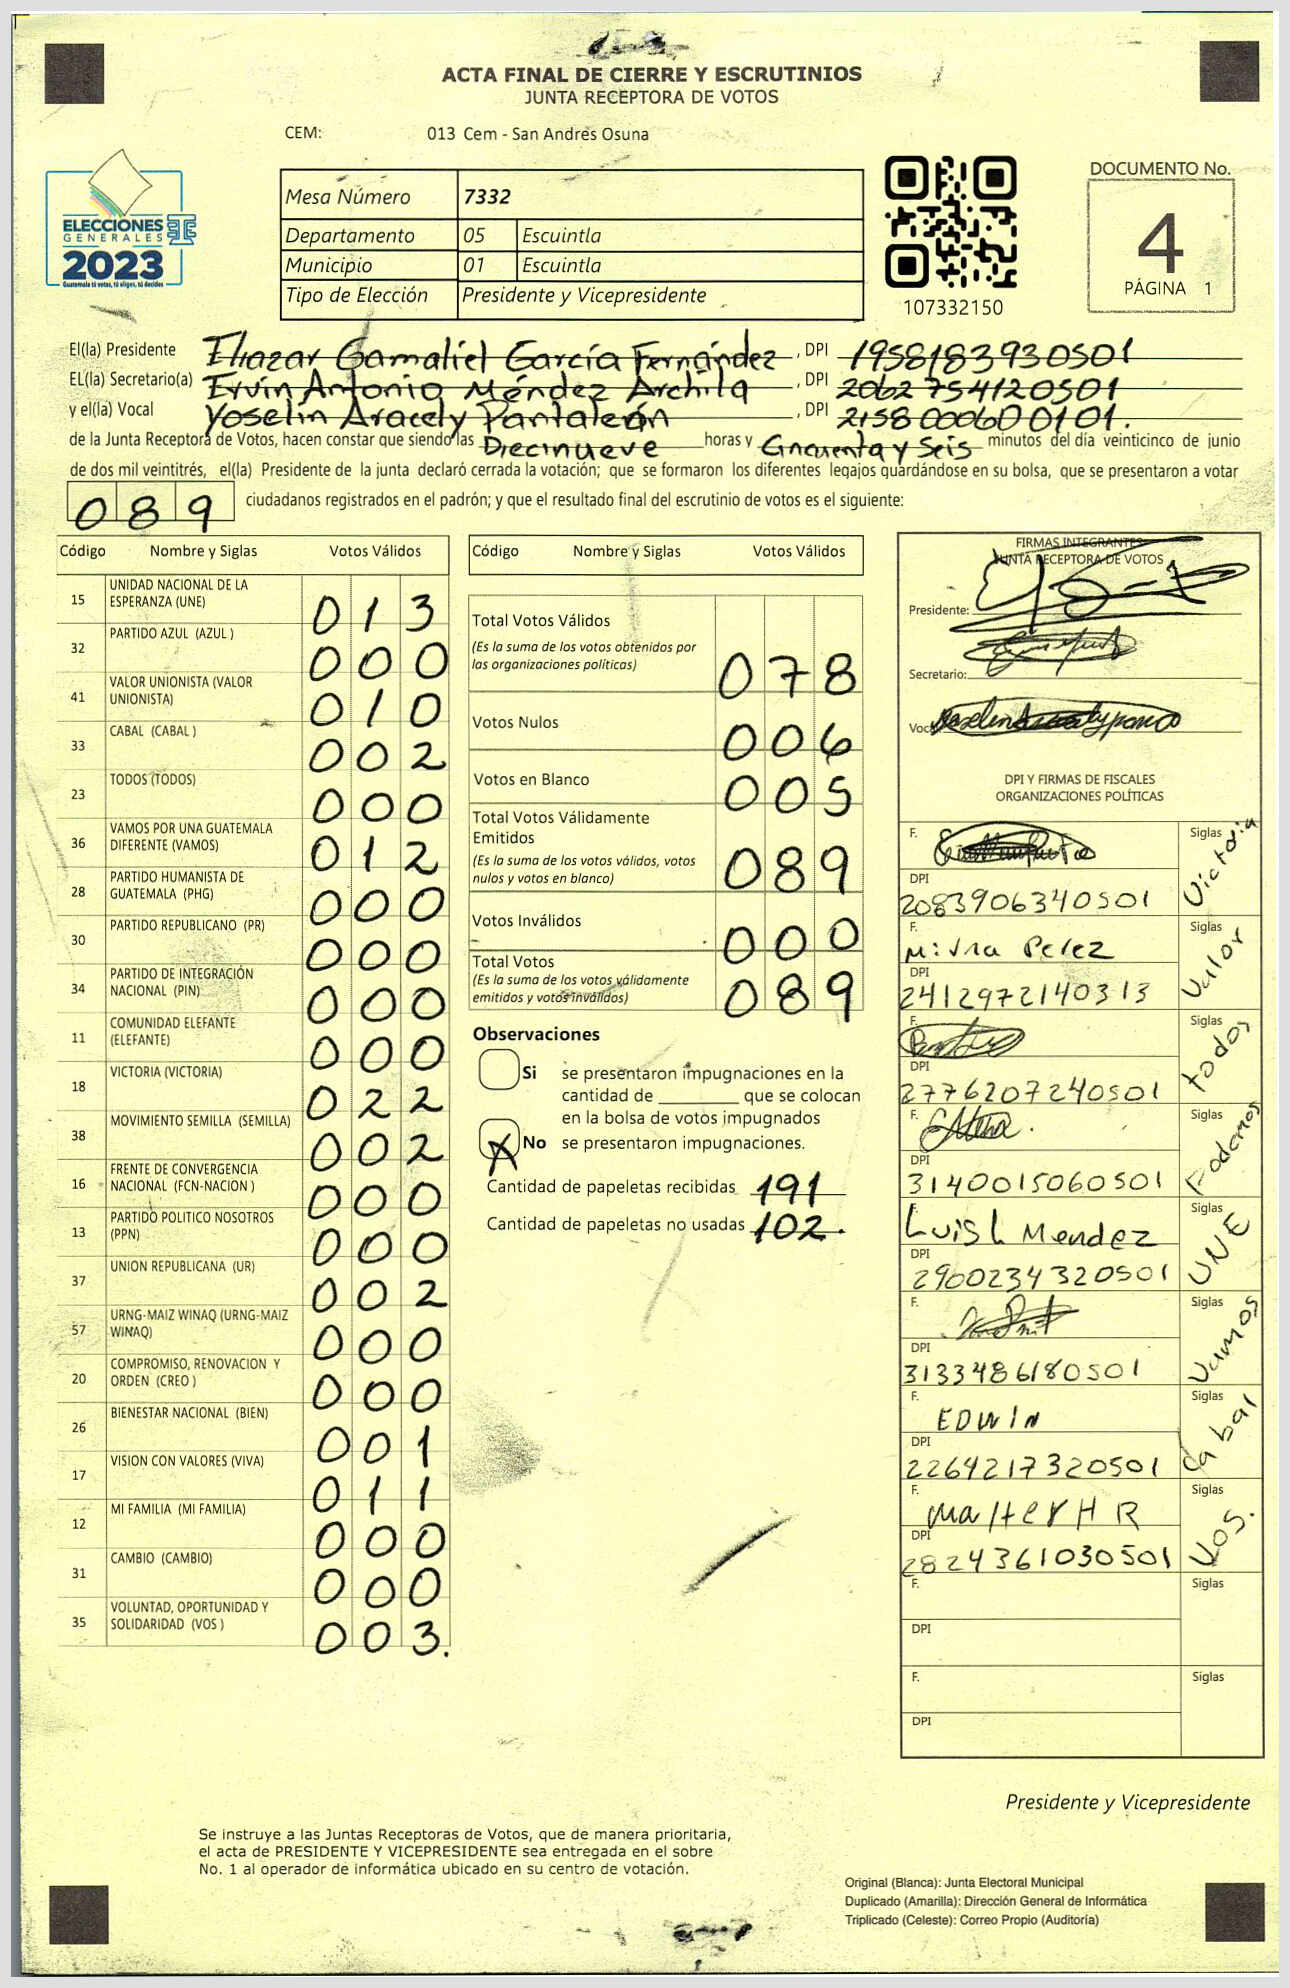 ACTA FINAL DE CIERRE Y ESCRUTINIOS
JUNTA RECEPTORA DE VOTOS
CEM: 013 Cem - San Andres Osuna
ELECCIONES
GENERALES
2023
Guatemala tú votas, tú eliges, tú decides
Mesa Número 7332
Departamento 05 Escuintla
Municipio 01 Escuintla
Tipo de Elección Presidente y Vicepresidente
107332150
DOCUMENTO No.
4
PÁGINA 1
El(la) Presidente Eliazar Gamaliel García Fernández , DPI 1958183930501
EL(la) Secretario(a) Ervin Antonio Méndez Archila , DPI 2062754120501
y el(la) Vocal Yoselin Aracely Pantaleón , DPI 2158000600101.
de la Junta Receptora de Votos, hacen constar que siendo las Diecinueve horas y Cincuenta y Seis minutos del día veinticinco de junio
de dos mil veintitrés, el(la) Presidente de la junta declaró cerrada la votación; que se formaron los diferentes legajos guardándose en su bolsa, que se presentaron a votar
089 ciudadanos registrados en el padrón; y que el resultado final del escrutinio de votos es el siguiente:
Código Nombre y Siglas Votos Válidos
15 UNIDAD NACIONAL DE LA ESPERANZA (UNE) 013
32 PARTIDO AZUL (AZUL ) 000
41 VALOR UNIONISTA (VALOR UNIONISTA) 010
33 CABAL (CABAL ) 002
23 TODOS (TODOS) 000
36 VAMOS POR UNA GUATEMALA DIFERENTE (VAMOS) 012
28 PARTIDO HUMANISTA DE GUATEMALA (PHG) 000
30 PARTIDO REPUBLICANO (PR) 000
34 PARTIDO DE INTEGRACIÓN NACIONAL (PIN) 000
11 COMUNIDAD ELEFANTE (ELEFANTE) 000
18 VICTORIA (VICTORIA) 022
38 MOVIMIENTO SEMILLA (SEMILLA) 002
16 FRENTE DE CONVERGENCIA NACIONAL (FCN-NACION ) 000
13 PARTIDO POLITICO NOSOTROS (PPN) 000
37 UNION REPUBLICANA (UR) 002
57 URNG-MAIZ WINAQ (URNG-MAIZ WINAQ) 000
20 COMPROMISO, RENOVACION Y ORDEN (CREO ) 000
26 BIENESTAR NACIONAL (BIEN) 001
17 VISION CON VALORES (VIVA) 011
12 MI FAMILIA (MI FAMILIA) 000
31 CAMBIO (CAMBIO) 000
35 VOLUNTAD, OPORTUNIDAD Y SOLIDARIDAD (VOS ) 003.
Código Nombre y Siglas Votos Válidos
Total Votos Válidos
(Es la suma de los votos obtenidos por
las organizaciones políticas) 078
Votos Nulos 006
Votos en Blanco 005
Total Votos Válidamente
Emitidos
(Es la suma de los votos válidos, votos
nulos y votos en blanco) 089
Votos Inválidos 000
Total Votos
(Es la suma de los votos válidamente
emitidos y votos inválidos) 089
Observaciones
Si se presentaron impugnaciones en la
cantidad de ________ que se colocan
en la bolsa de votos impugnados
X No se presentaron impugnaciones.
Cantidad de papeletas recibidas 191
Cantidad de papeletas no usadas 102.
FIRMAS INTEGRANTES
JUNTA RECEPTORA DE VOTOS
Presidente:
Secretario:
DPI Y FIRMAS DE FISCALES
ORGANIZACIONES POLÍTICAS
F. Siglas Victoria
DPI
2083906340501
F. Mirna Perez Siglas Valor
DPI
2412972140313
F. Siglas todos
DPI
2776207240501
F. Siglas Podemos
DPI
3140015060501
F. Luis L Mendez Siglas UNE
DPI
2900234320501
F. Siglas Vamos
DPI
3133486180501
F. EDWIN Siglas Cabal
DPI
2264217320501
F. Walter H R Siglas Vos.
DPI
2824361030501
F. Siglas
DPI
F. Siglas
DPI
Presidente y Vicepresidente
Se instruye a las Juntas Receptoras de Votos, que de manera prioritaria,
el acta de PRESIDENTE Y VICEPRESIDENTE sea entregada en el sobre
No. 1 al operador de informática ubicado en su centro de votación.
Original (Blanca): Junta Electoral Municipal
Duplicado (Amarilla): Dirección General de Informática
Triplicado (Celeste): Correo Propio (Auditoría)